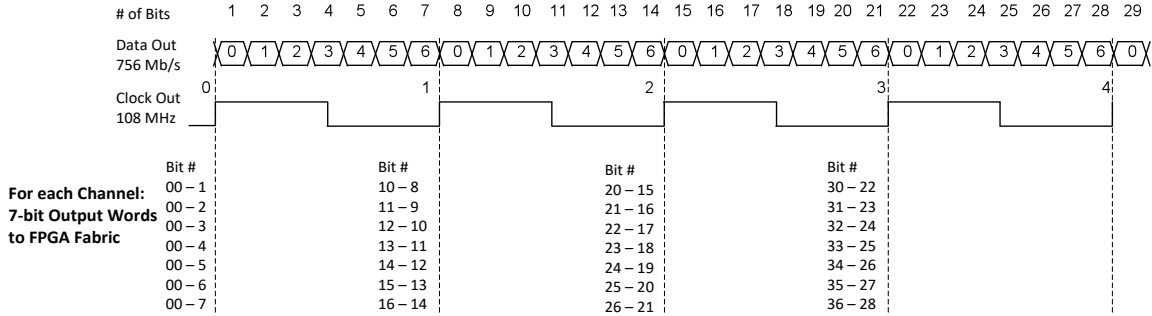 # of Bits 1 2 3 4 5 6 7 8 9 10 11 12 13 14 15 16 17 18 19 20 21 22 23 24 25 26 27 28 29
Data Out
756 Mb/s
0 1 2 3 4 5 6 0 1 2 3 4 5 6 0 1 2 3 4 5 6 0 1 2 3 4 5 6 0
0 1 2 3 4
Clock Out
108 MHz
For each Channel:
7-bit Output Words
to FPGA Fabric
Bit #
00 – 1
00 – 2
00 – 3
00 – 4
00 – 5
00 – 6
00 – 7
Bit #
10 – 8
11 – 9
12 – 10
13 – 11
14 – 12
15 – 13
16 – 14
Bit #
20 – 15
21 – 16
22 – 17
23 – 18
24 – 19
25 – 20
26 – 21
Bit #
30 – 22
31 – 23
32 – 24
33 – 25
34 – 26
35 – 27
36 – 28